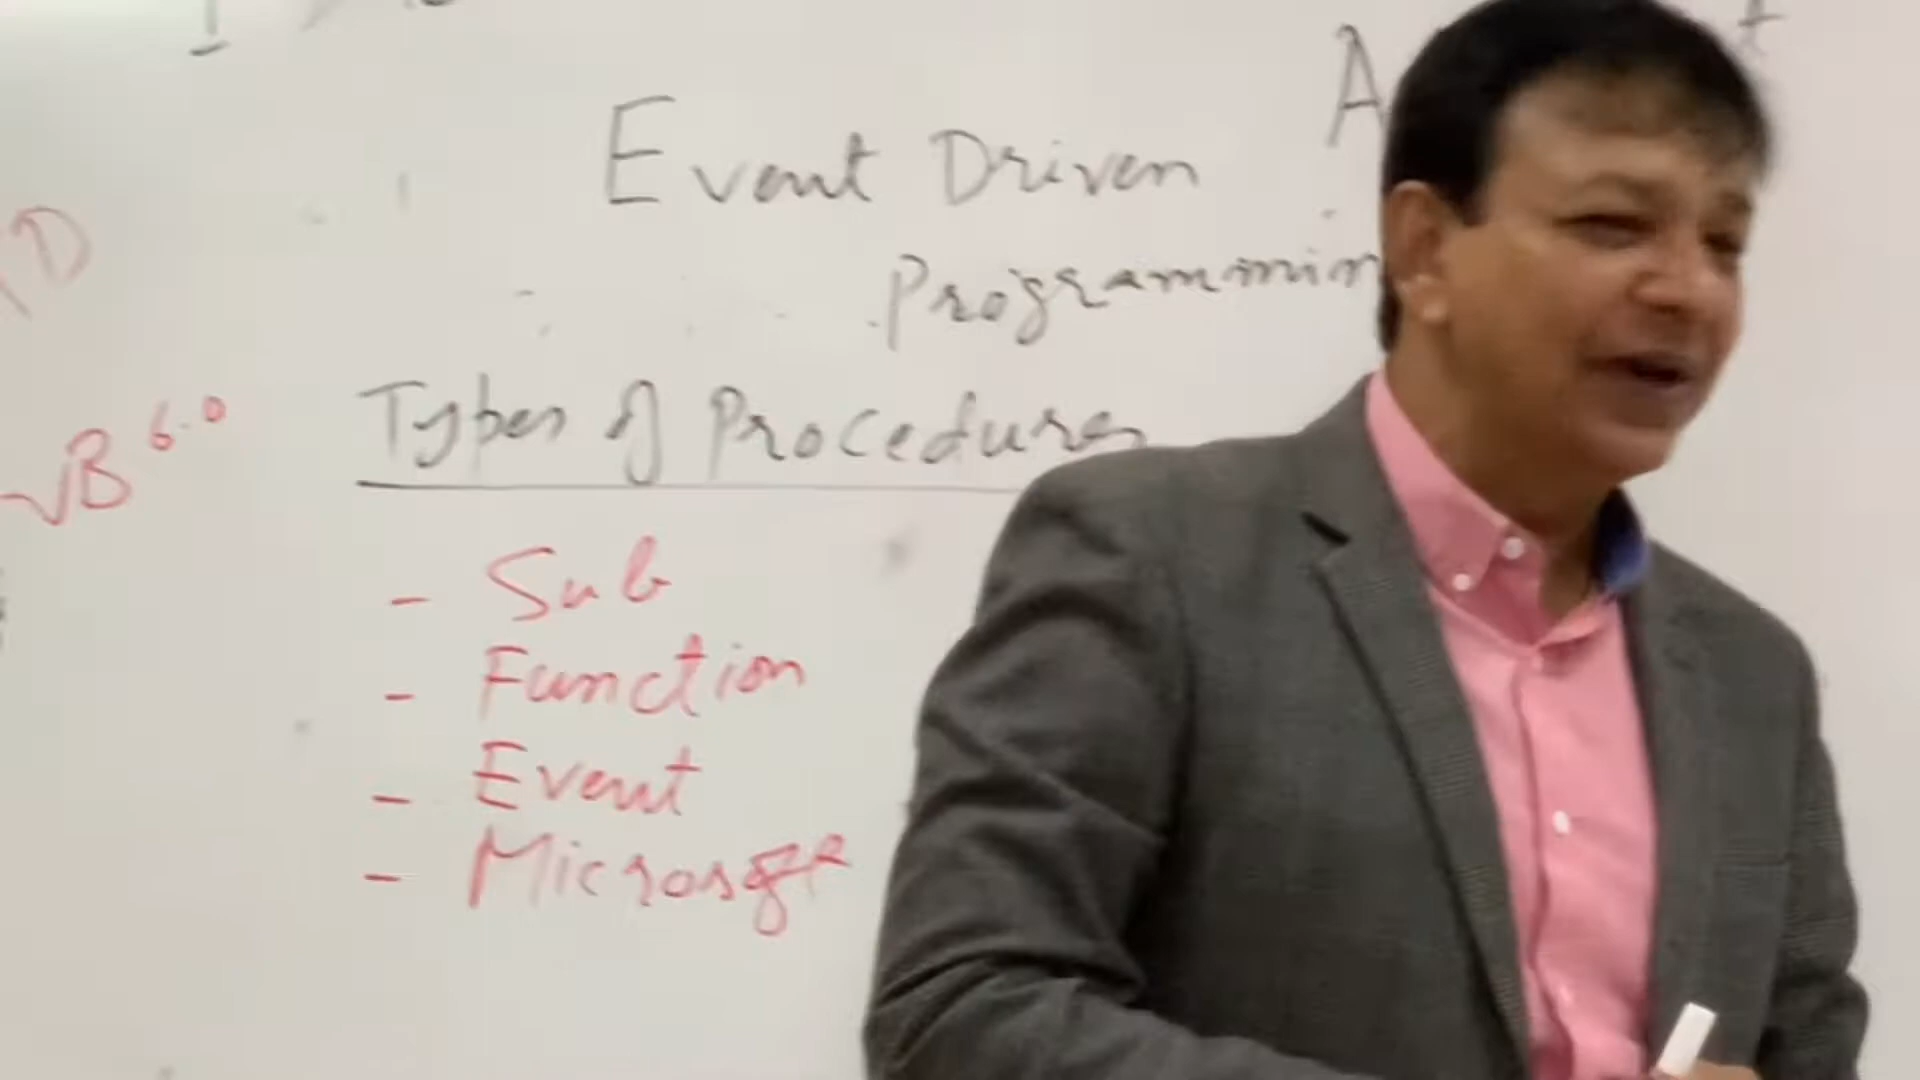 Event Driven
Programmin
Types of Procedures
VB 6.0
- Sub
- Function
- Event
- Microsoft